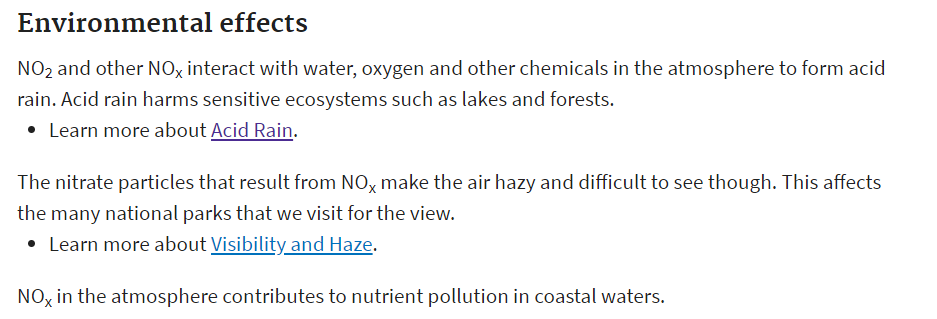 Environmental effects
NO₂ and other NOₓ interact with water, oxygen and other chemicals in the atmosphere to form acid
rain. Acid rain harms sensitive ecosystems such as lakes and forests.
• Learn more about Acid Rain.
The nitrate particles that result from NOₓ make the air hazy and difficult to see though. This affects
the many national parks that we visit for the view.
• Learn more about Visibility and Haze.
NOₓ in the atmosphere contributes to nutrient pollution in coastal waters.